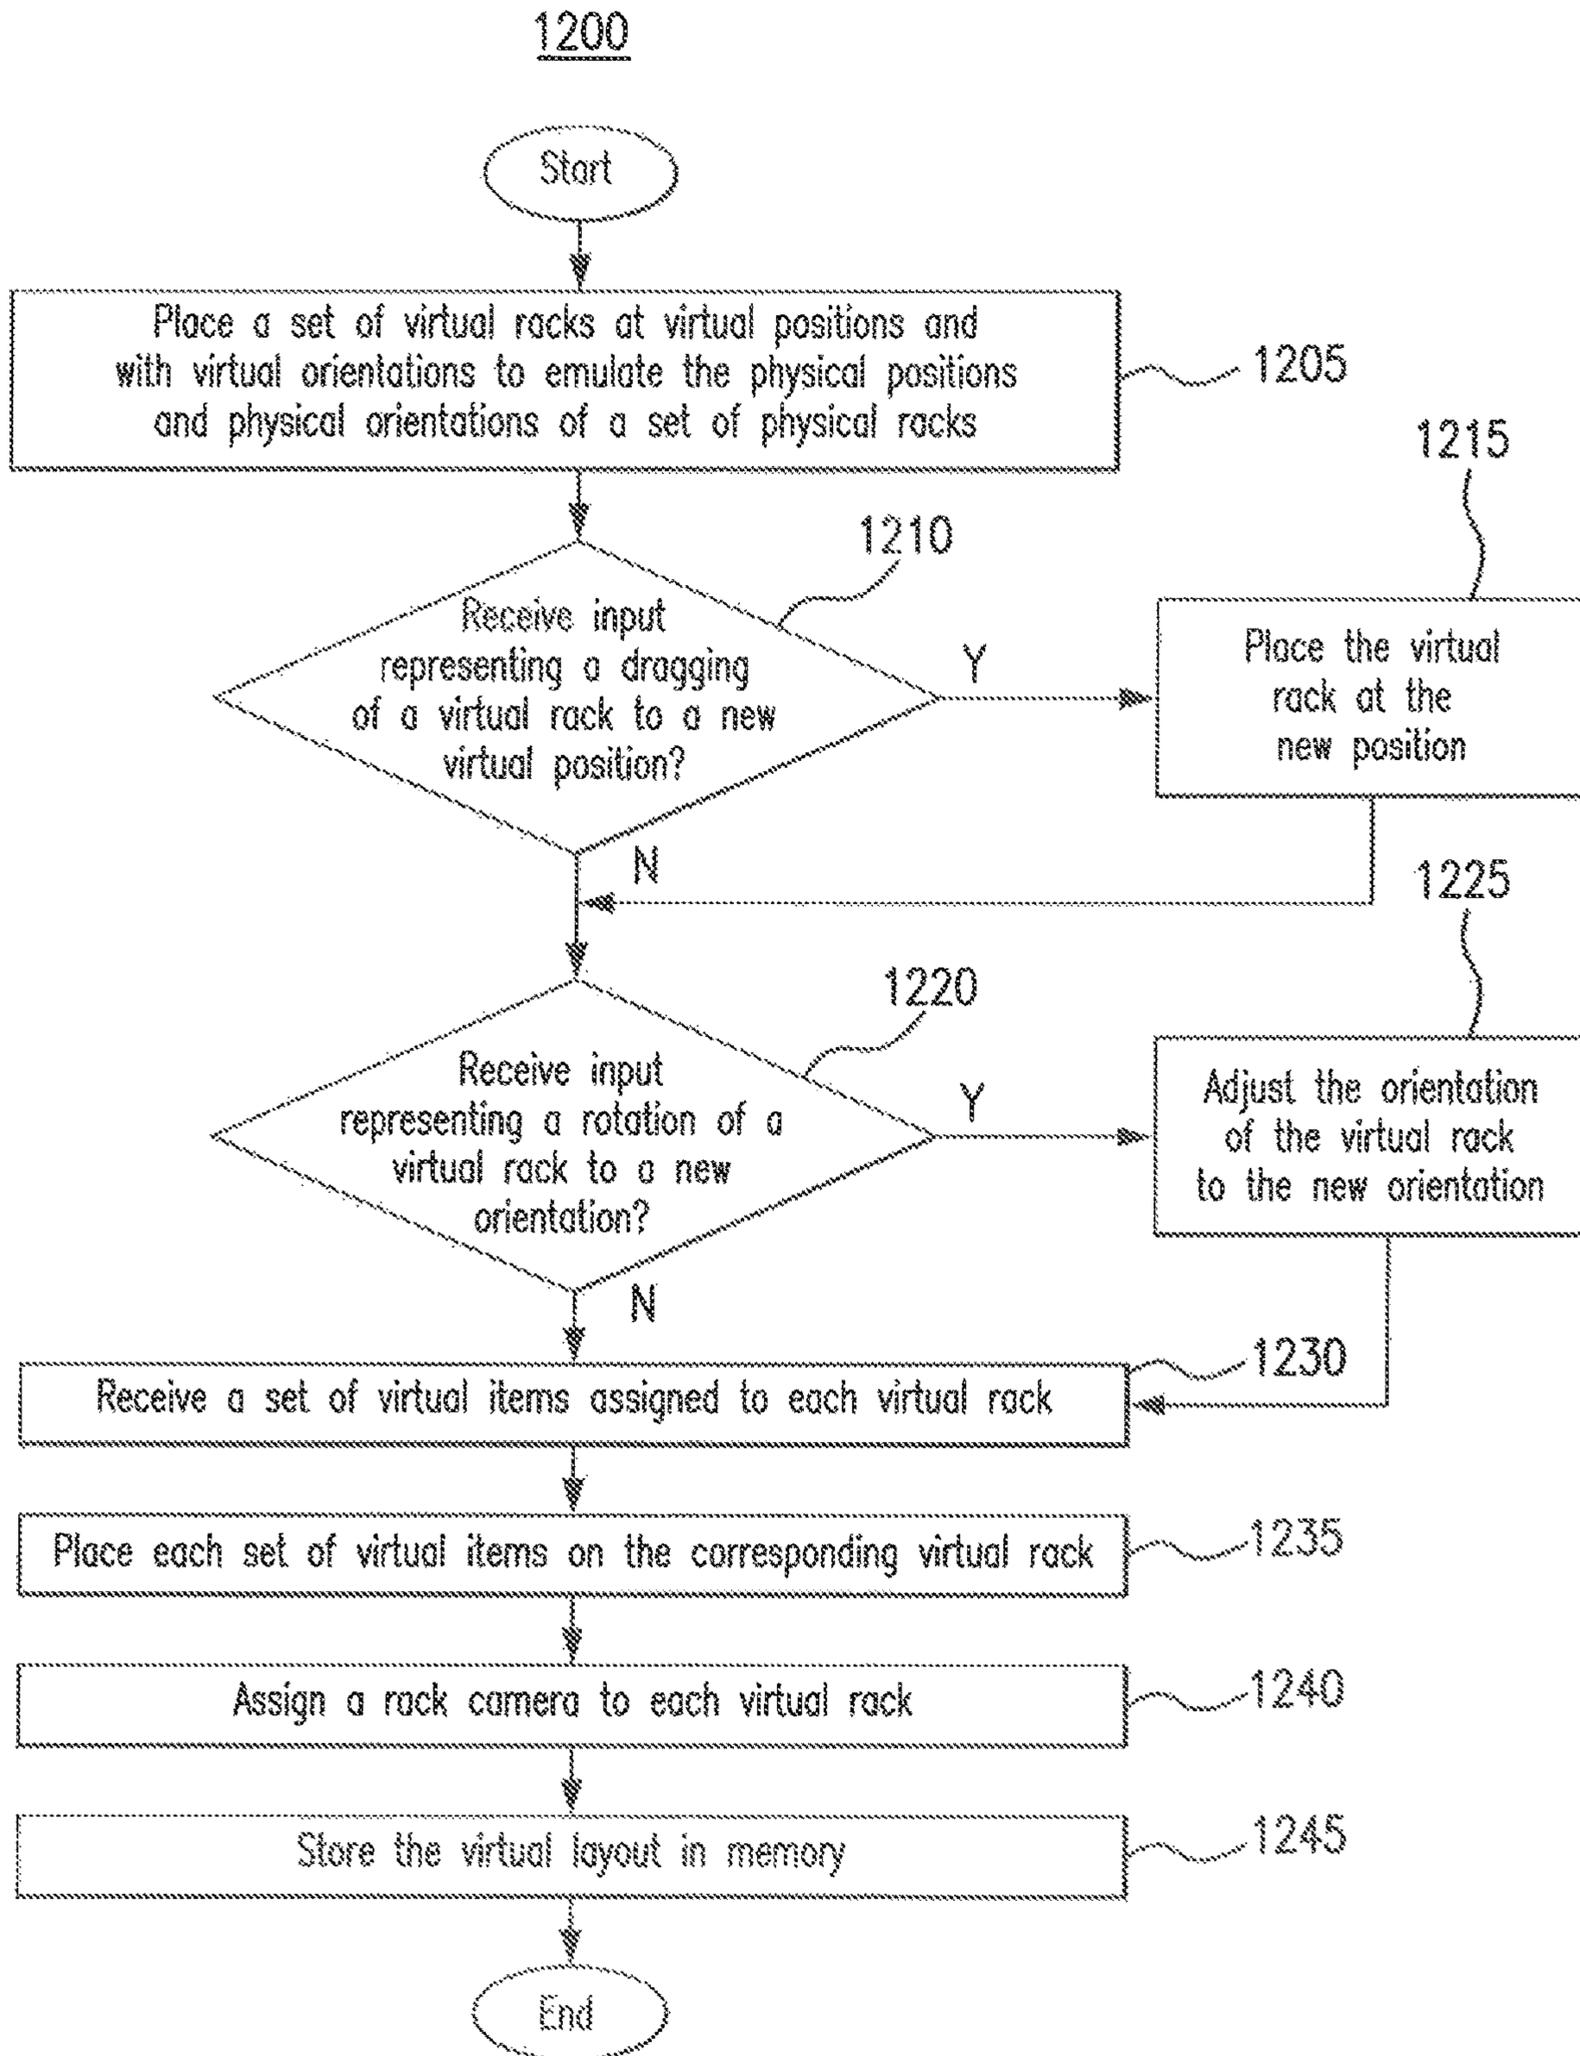 1200
Start
Place a set of virtual racks at virtual positions and
with virtual orientations to emulate the physical positions
and physical orientations of a set of physical racks
1205
1210
1215
Receive input
representing a dragging
of a virtual rack to a new
virtual position?
Y
Place the virtual
rack at the
new position
N
1220
1225
Receive input
representing a rotation of a
virtual rack to a new
orientation?
Y
Adjust the orientation
of the virtual rack
to the new orientation
N
Receive a set of virtual items assigned to each virtual rack
1230
Place each set of virtual items on the corresponding virtual rack
1235
Assign a rack camera to each virtual rack
1240
Store the virtual layout in memory
1245
End